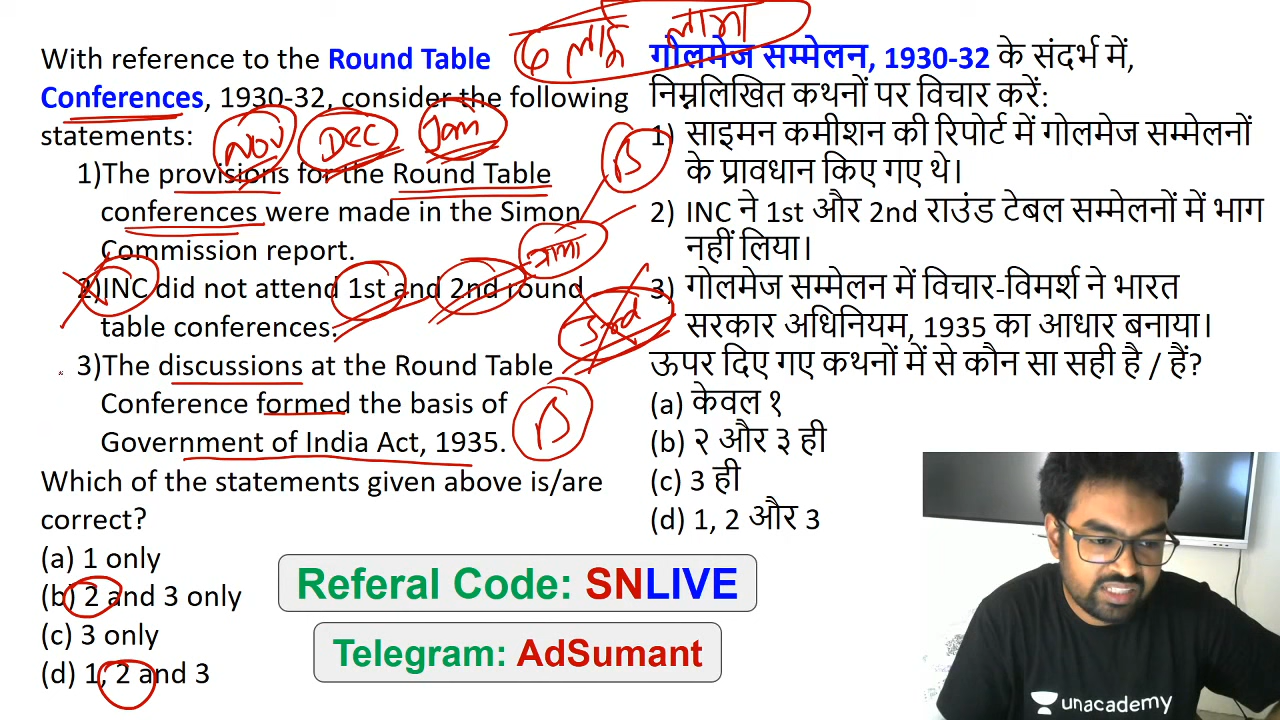 With reference to the Round Table
Conferences, 1930-32, consider the following
statements:
1)The provisions for the Round Table
conferences were made in the Simon
Commission report.
2)INC did not attend 1st and 2nd round
table conferences.
3)The discussions at the Round Table
Conference formed the basis of
Government of India Act, 1935.
Which of the statements given above is/are
correct?
(a) 1 only
(b) 2 and 3 only
(c) 3 only
(d) 1, 2 and 3
Nov Dec Jan
B
3rd
B
गोलमेज सम्मेलन, 1930-32 के संदर्भ में,
निम्नलिखित कथनों पर विचार करें:
1) साइमन कमीशन की रिपोर्ट में गोलमेज सम्मेलनों
के प्रावधान किए गए थे।
2) INC ने 1st और 2nd राउंड टेबल सम्मेलनों में भाग
नहीं लिया।
3) गोलमेज सम्मेलन में विचार-विमर्श ने भारत
सरकार अधिनियम, 1935 का आधार बनाया।
ऊपर दिए गए कथनों में से कौन सा सही है / हैं?
(a) केवल १
(b) २ और ३ ही
(c) 3 ही
(d) 1, 2 और 3
Referal Code: SNLIVE
Telegram: AdSumant
unacademy